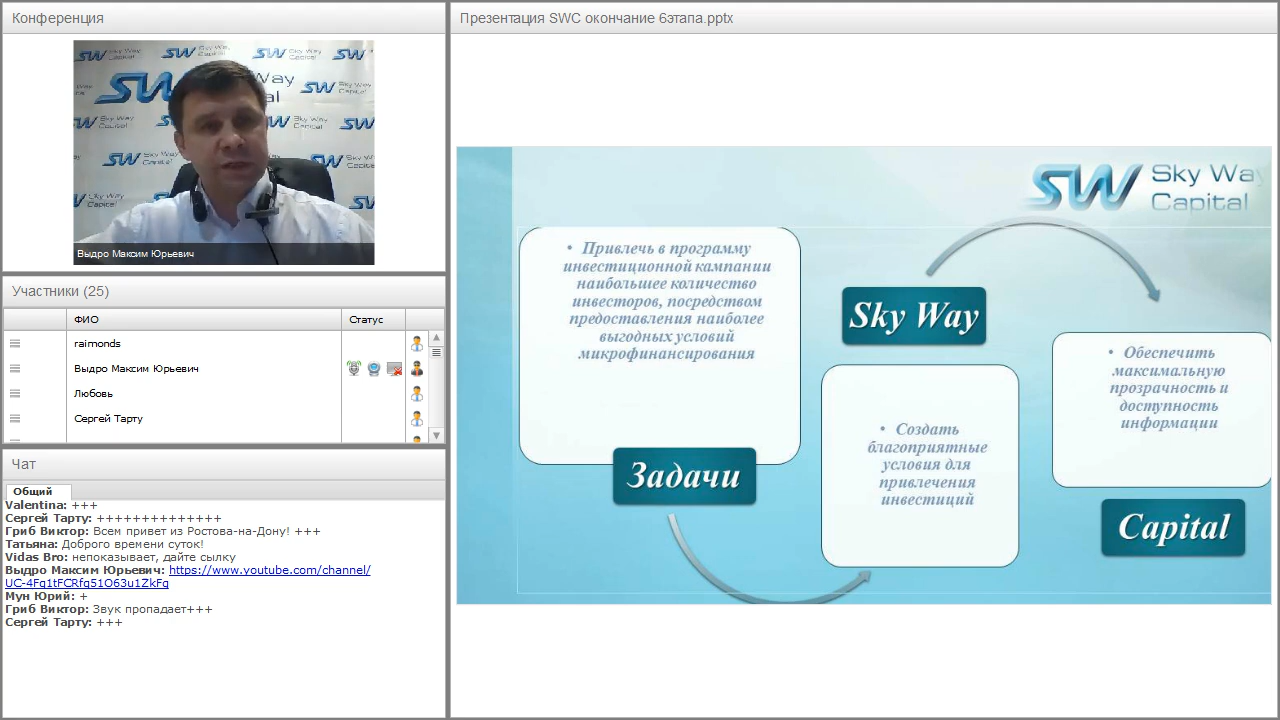 Конференция
SW Sky Way
Capital
Выдро Максим Юрьевич
Участники (25)
ФИО
Статус
raimonds
Выдро Максим Юрьевич
Любовь
Сергей Тарту
Чат
Общий
Valentina: +++
Сергей Тарту: ++++++++++++++
Гриб Виктор: Всем привет из Ростова-на-Дону! +++
Татьяна: Доброго времени суток!
Vidas Bro: непоказывает, дайте сылку
Выдро Максим Юрьевич: https://www.youtube.com/channel/
UC-4Fg1tFCRfg51O63u1ZkFg
Мун Юрий: +
Гриб Виктор: Звук пропадает+++
Сергей Тарту: +++
Презентация SWC окончание 6этапа.pptx
SW Sky Way
Capital
• Привлечь в программу
инвестиционной кампании
наибольшее количество
инвесторов, посредством
предоставления наиболее
выгодных условий
микрофинансирования
Задачи
Sky Way
• Создать
благоприятные
условия для
привлечения
инвестиций
• Обеспечить
максимальную
прозрачность и
доступность
информации
Capital